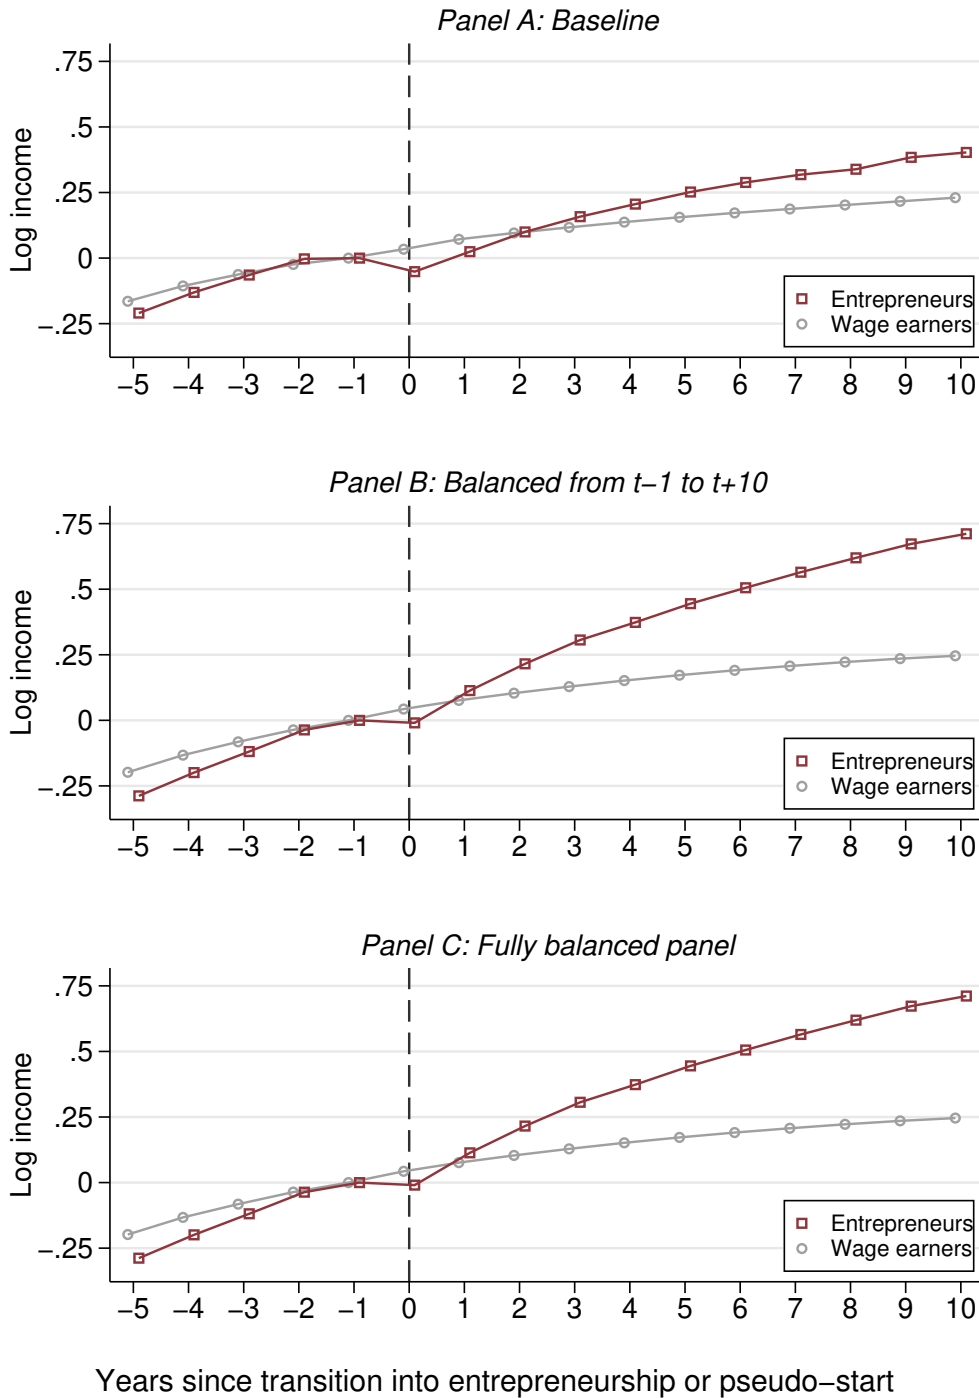 Panel A: Baseline
Log income
.75
.5
.25
0
−.25
Entrepreneurs
Wage earners
−5 −4 −3 −2 −1 0 1 2 3 4 5 6 7 8 9 10
Panel B: Balanced from t−1 to t+10
Log income
.75
.5
.25
0
−.25
Entrepreneurs
Wage earners
−5 −4 −3 −2 −1 0 1 2 3 4 5 6 7 8 9 10
Panel C: Fully balanced panel
Log income
.75
.5
.25
0
−.25
Entrepreneurs
Wage earners
−5 −4 −3 −2 −1 0 1 2 3 4 5 6 7 8 9 10
Years since transition into entrepreneurship or pseudo−start